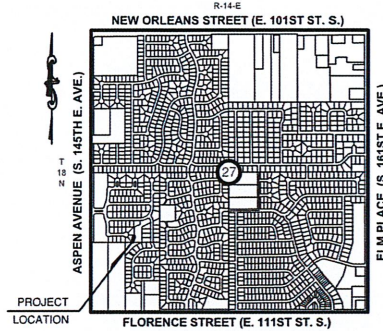 R-14-E
NEW ORLEANS STREET (E. 101ST ST. S.)
ASPEN AVENUE (S. 145TH E. AVE.)
T
18
N
27
ELM PLACE (S. 161ST E. AVE.)
PROJECT
LOCATION
FLORENCE STREET (E. 111ST ST. S.)